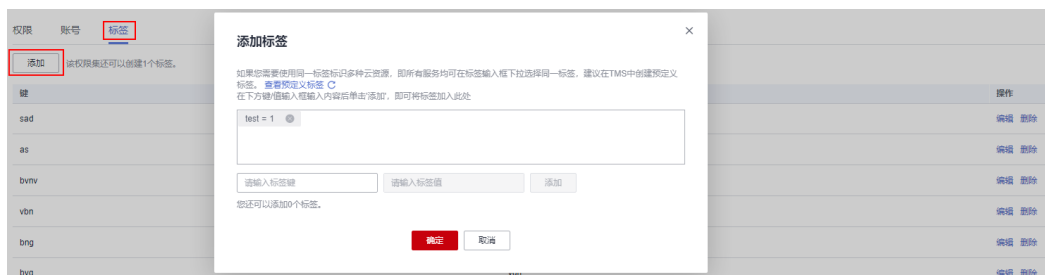 权限 账号 标签
添加 该权限集还可以创建1个标签。
键
操作
sad
编辑 删除
as
编辑 删除
bvnv
编辑 删除
vbn
编辑 删除
bng
编辑 删除
bvg
编辑 删除
添加标签
如果您需要使用同一标签标识多种云资源，即所有服务均可在标签输入框下拉选择同一标签，建议在TMS中创建预定义
标签。 查看预定义标签
在下方键/值输入框输入内容后单击'添加'，即可将标签加入此处
test = 1
请输入标签键 请输入标签值 添加
您还可以添加0个标签。
确定 取消